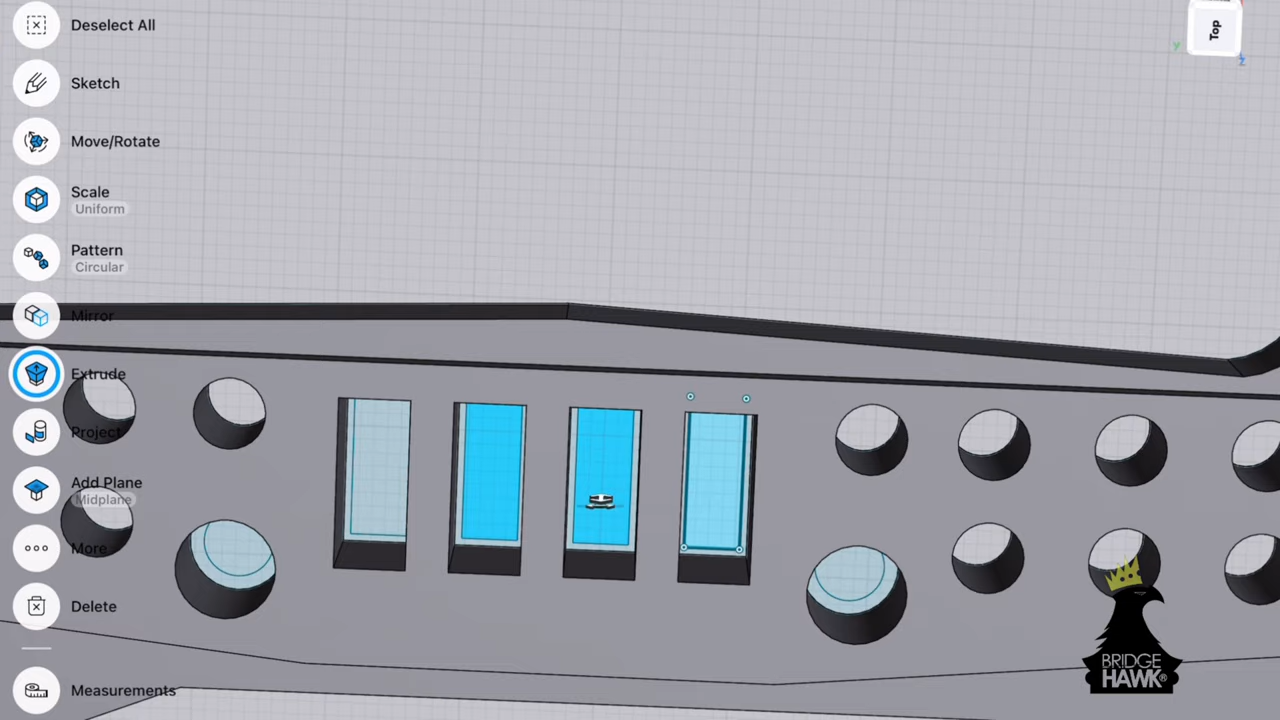 Deselect All
Sketch
Move/Rotate
Scale
Uniform
Pattern
Circular
Mirror
Extrude
Project
Add Plane
Midplane
More
Delete
Measurements
Top
y
z
BRIDGE
HAWK®